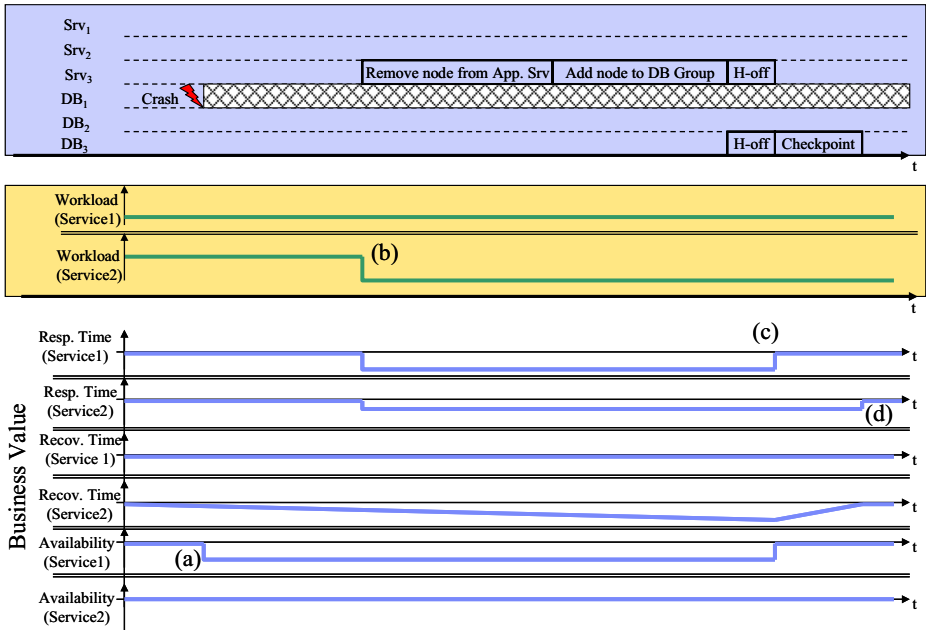 Srv1
Srv2
Srv3
Remove node from App. Srv
Add node to DB Group
H-off
DB1
Crash
DB2
DB3
H-off
Checkpoint
t
Workload
(Service1)
Workload
(Service2)
(b)
t
Business Value
Resp. Time
(Service1)
(c)
t
Resp. Time
(Service2)
(d)
t
Recov. Time
(Service 1)
t
Recov. Time
(Service2)
t
Availability
(Service1)
(a)
t
Availability
(Service2)
t